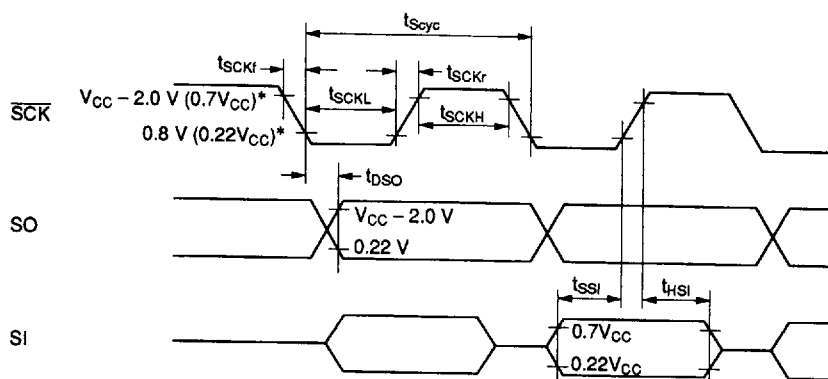 tScyc
tSCKf
tSCKr
SCK
VCC – 2.0 V (0.7VCC)*
tSCKL
0.8 V (0.22VCC)*
tSCKH
tDSO
SO
VCC – 2.0 V
0.22 V
tSSI
tHSI
SI
0.7VCC
0.22VCC